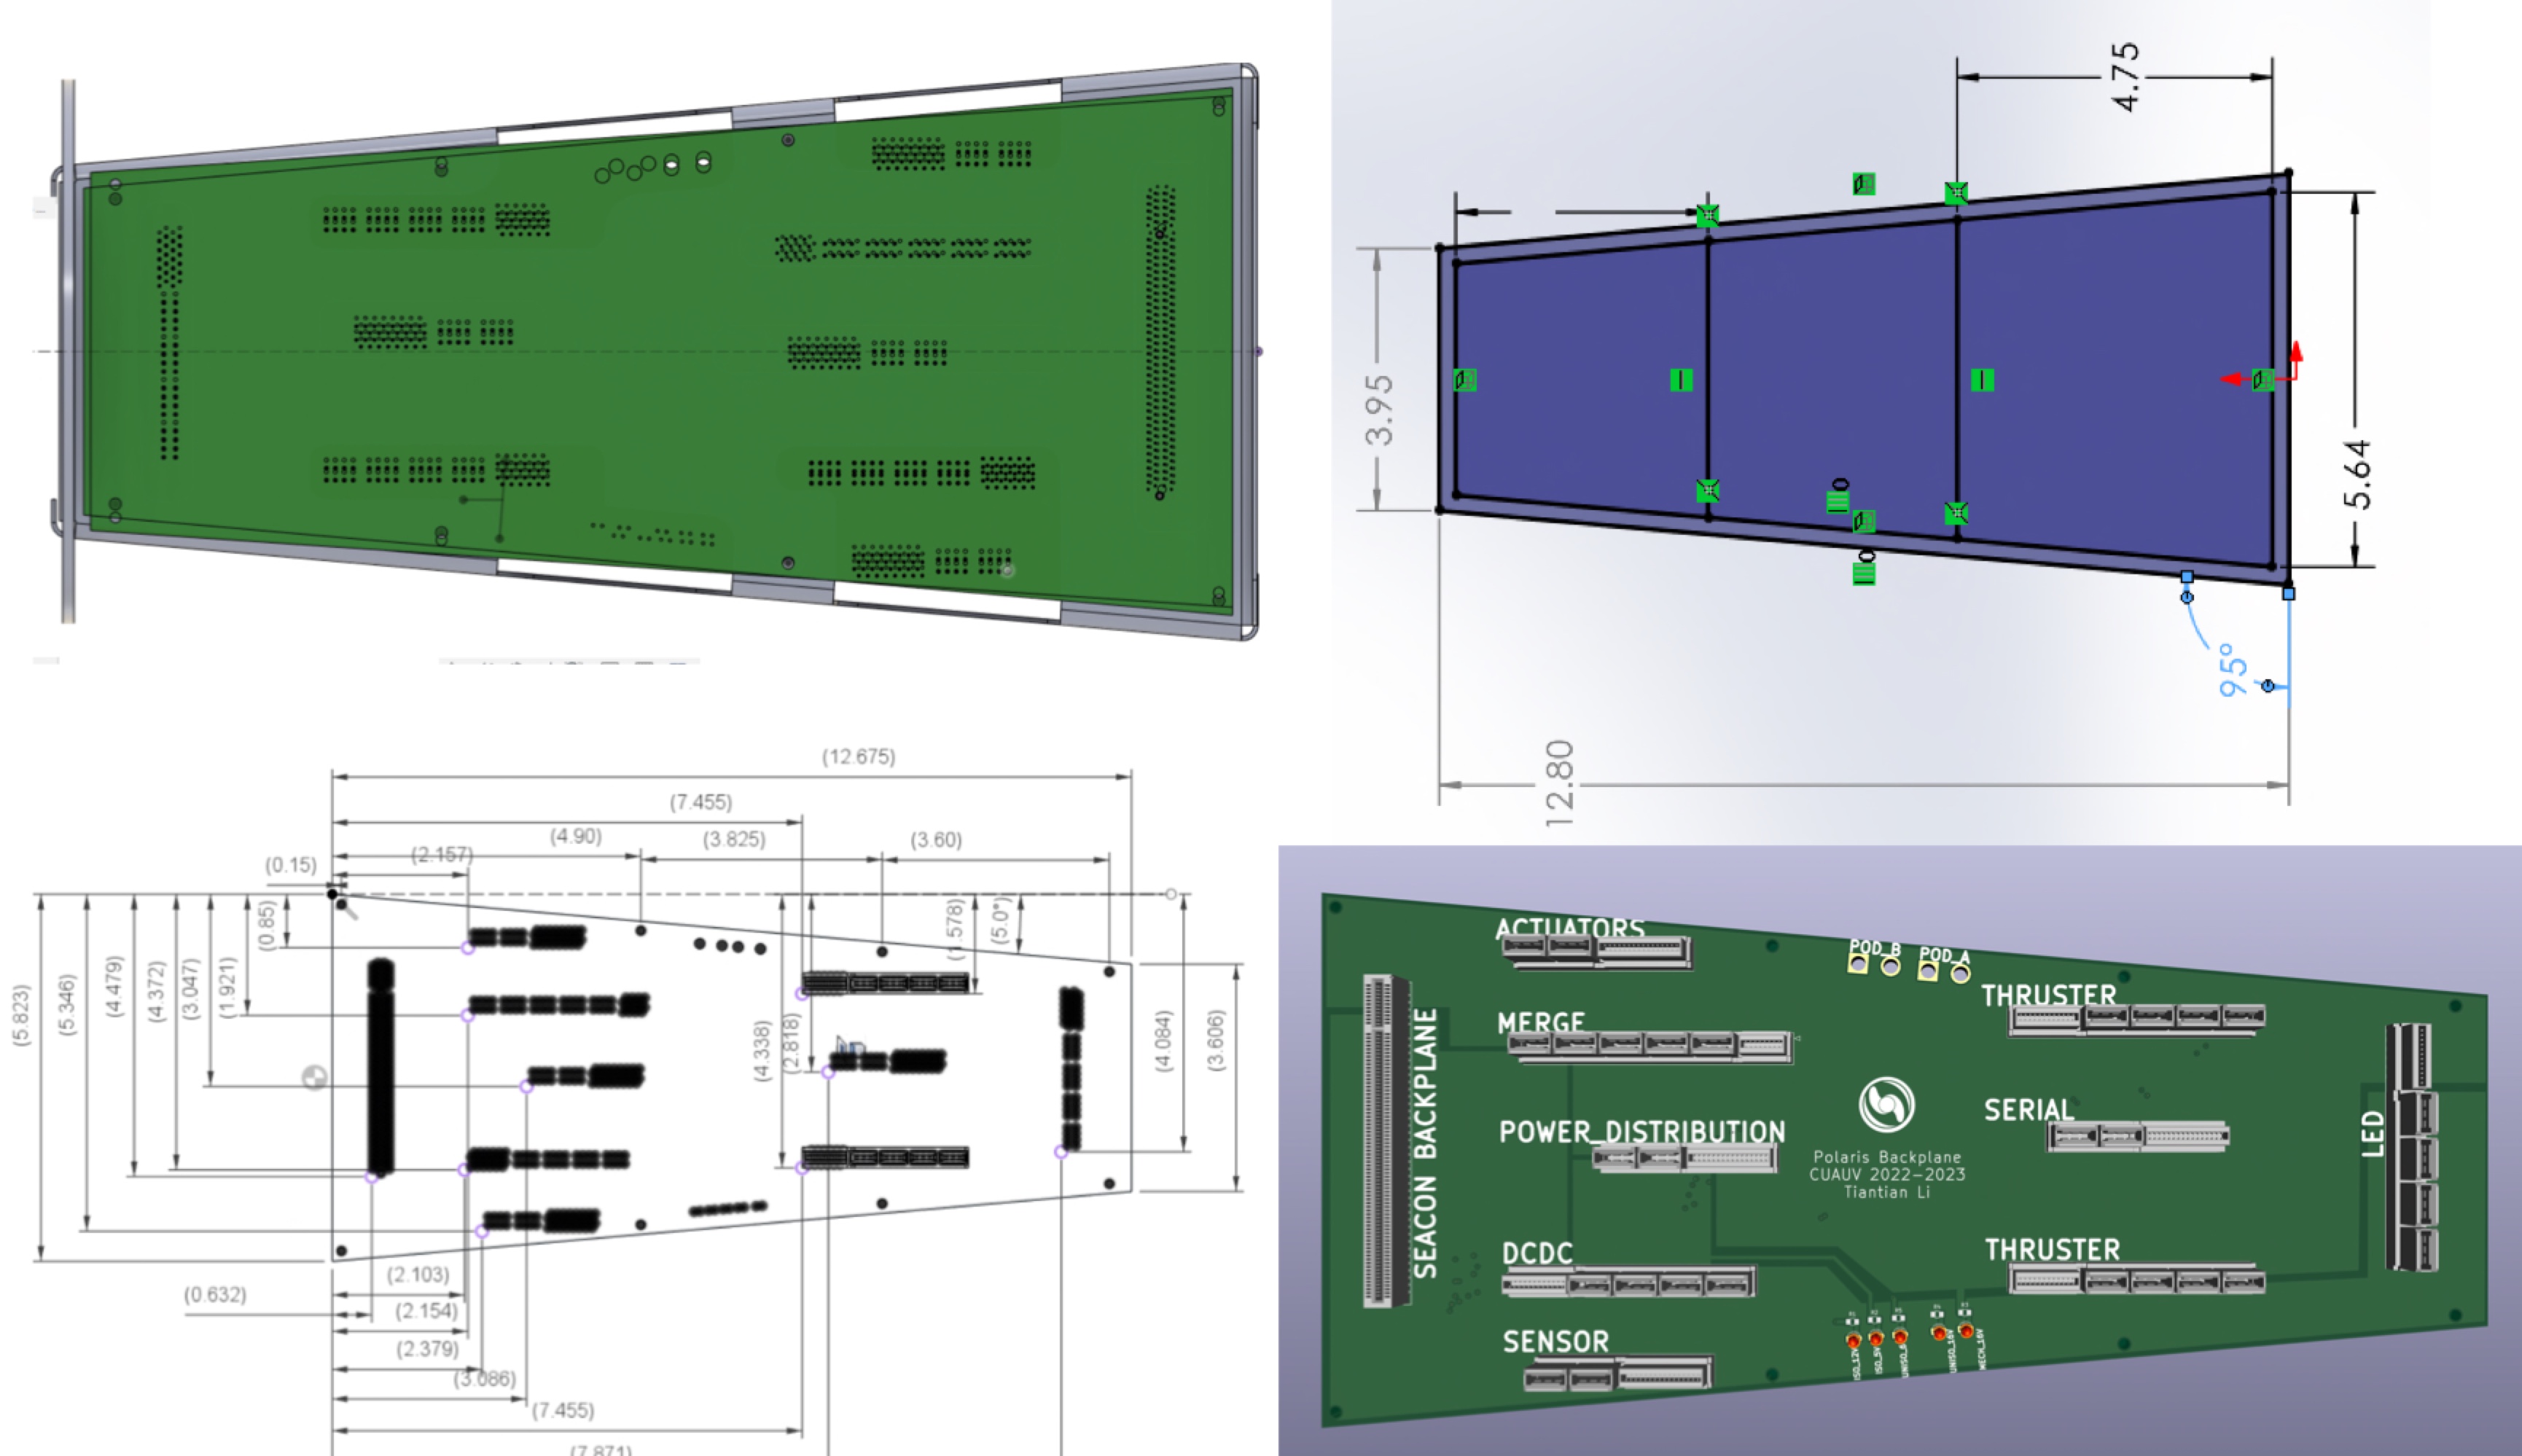 4.75
3.95
5.64
95°
12.80
(12.675)
(7.455)
(4.90)
(3.825)
(3.60)
(2.157)
(0.15)
(0.85)
(1.578)
(5.0°)
(5.823)
(5.346)
(4.479)
(4.372)
(3.047)
(1.921)
(4.338)
(2.818)
(4.084)
(3.606)
(2.103)
(0.632)
(2.154)
(2.379)
(3.086)
(7.455)
(7.871)
ACTUATORS
POD_B
POD_A
THRUSTER
MERGE
SEACON BACKPLANE
POWER_DISTRIBUTION
SERIAL
LED
Polaris Backplane
CUAUV 2022-2023
Tiantian Li
DCDC
THRUSTER
SENSOR
ISO_12V
ISO_5V